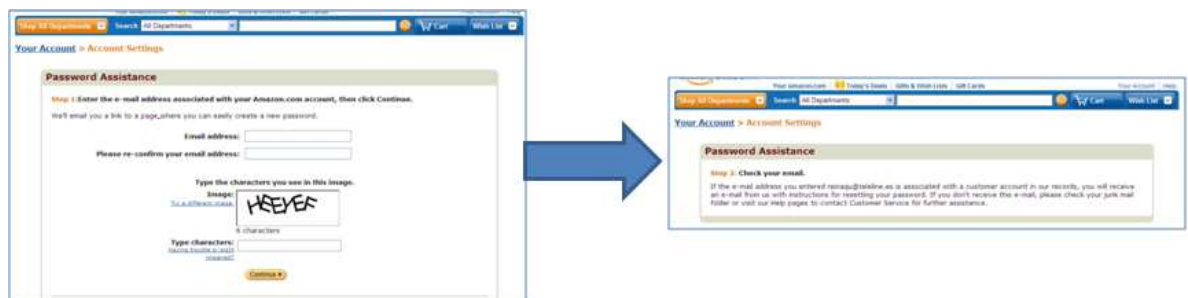 Shop All Departments Search All Departments Cart Wish List
Your Account > Account Settings
Password Assistance
Step 1:Enter the e-mail address associated with your Amazon.com account, then click Continue.
We'll email you a link to a page where you can easily create a new password.
Email address:
Please re-confirm your email address:
Type the characters you see in this image.
Image:
Try a different image
6 characters
Type characters:
Having trouble or sight
impaired?
Continue
Your Amazon.com Today's Deals Gifts & Wish Lists Gift Cards Your Account Help
Shop All Departments Search All Departments Cart Wish List
Your Account > Account Settings
Password Assistance
Step 2: Check your email.
If the e-mail address you entered is associated with a customer account in our records, you will receive
an e-mail from us with instructions for resetting your password. If you don't receive this e-mail, please check your junk mail
folder or visit our Help pages to contact Customer Service for further assistance.